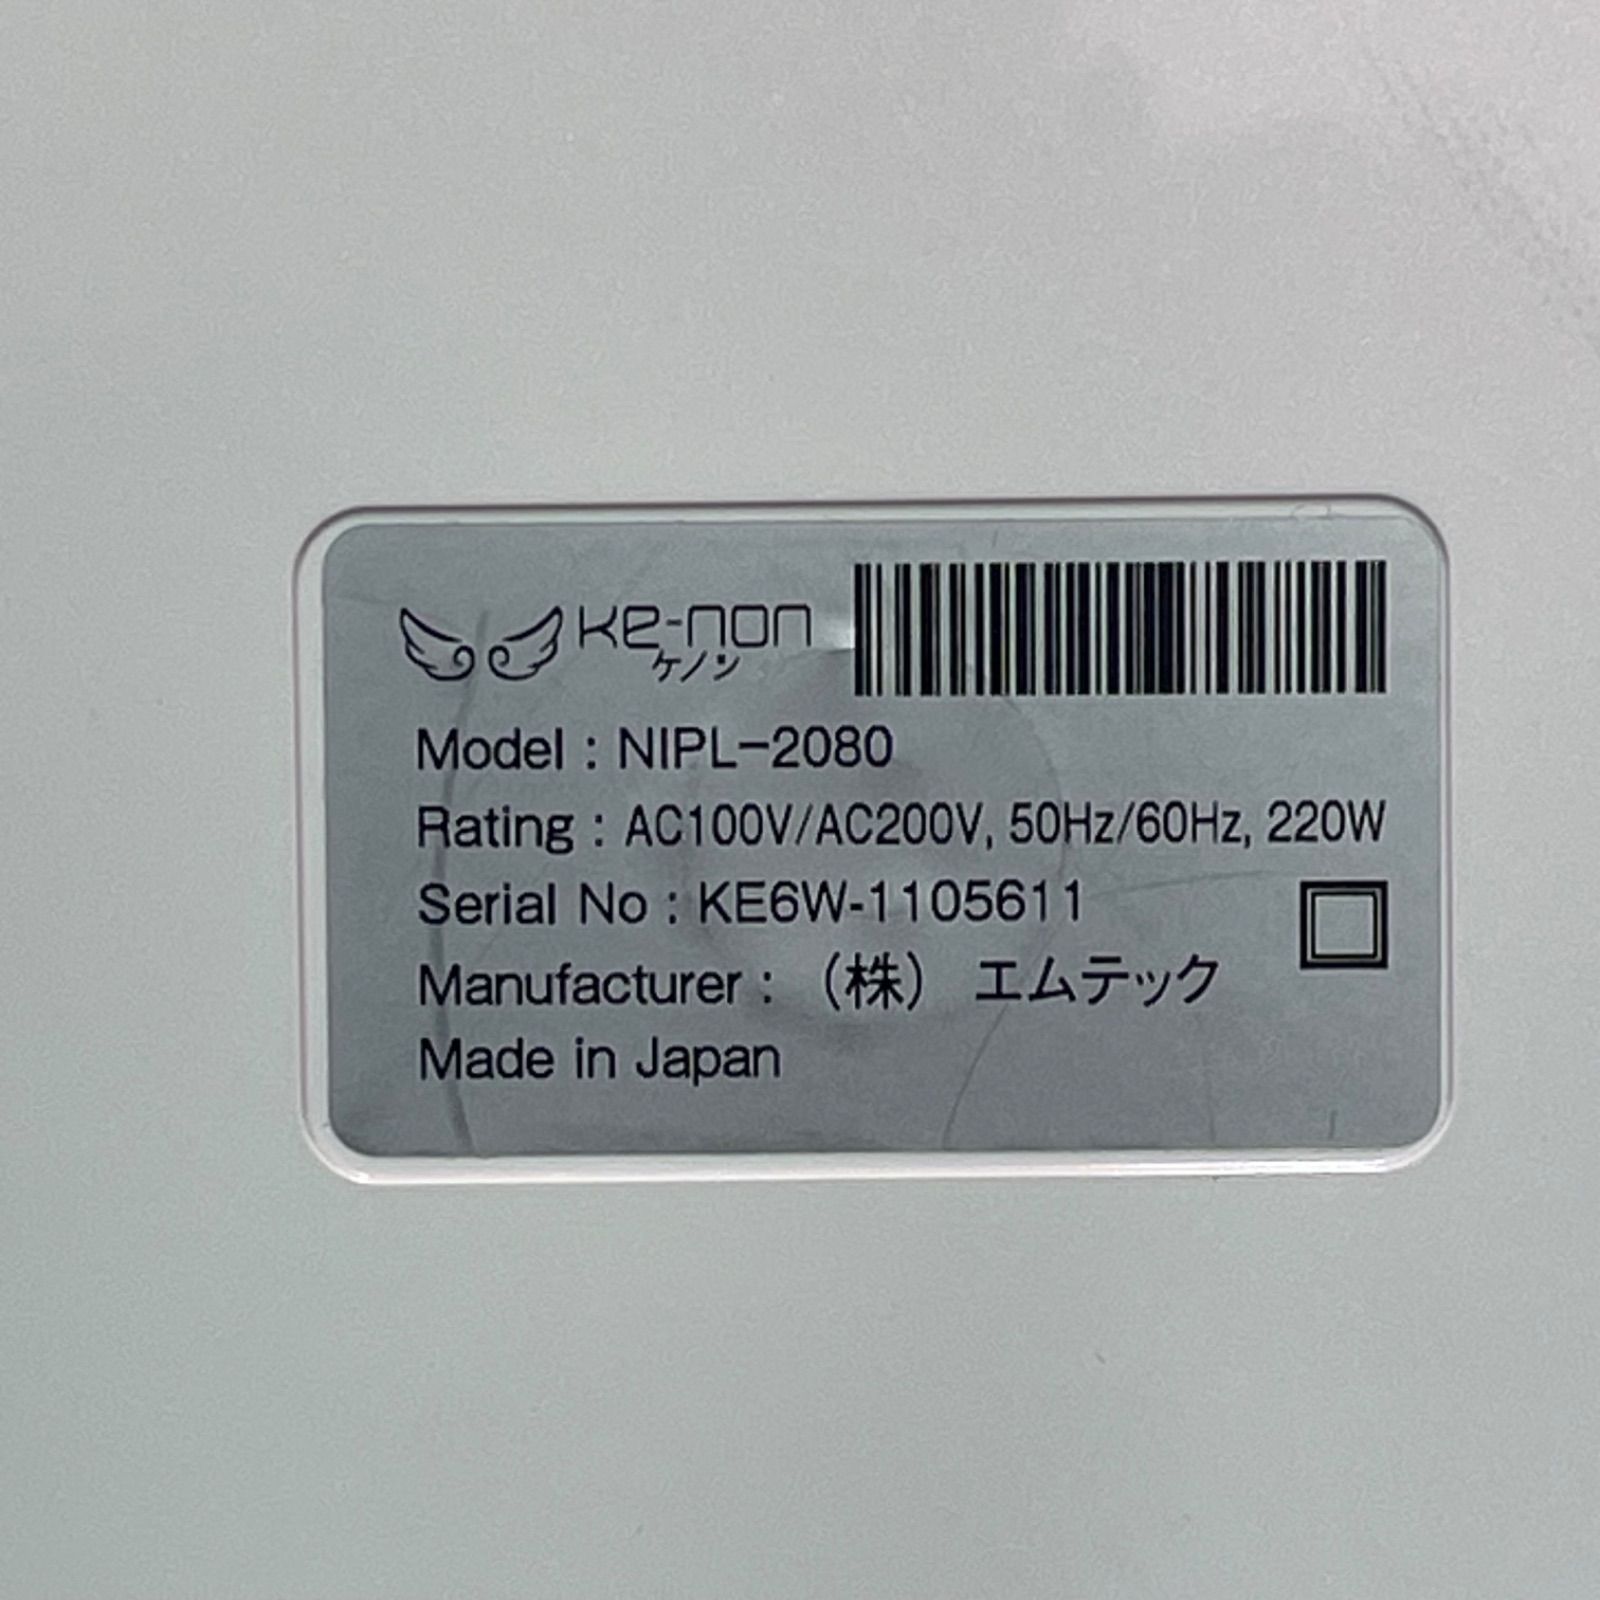 Ke-non
ケノン
Model : NIPL-2080
Rating : AC100V/AC200V, 50Hz/60Hz, 220W
Serial No : KE6W-1105611
Manufacturer : （株） エムテック
Made in Japan